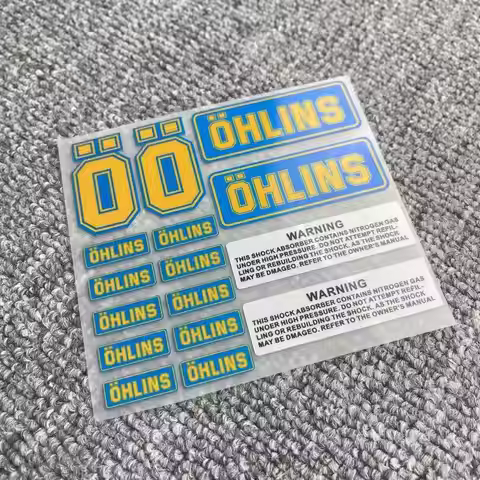 Ö Ö
ÖHLINS
ÖHLINS
ÖHLINS ÖHLINS
ÖHLINS ÖHLINS
ÖHLINS ÖHLINS
ÖHLINS ÖHLINS
ÖHLINS ÖHLINS
WARNING
THIS SHOCK ABSORBER CONTAINS NITROGEN GAS
UNDER HIGH PRESSURE. DO NOT ATTEMPT REFIL-
LING OR REBUILDING THE SHOCK. AS THE SHOCK
MAY BE DMAGEO. REFER TO THE OWNER'S MANUAL
WARNING
THIS SHOCK ABSORBER CONTAINS NITROGEN GAS
UNDER HIGH PRESSURE. DO NOT ATTEMPT REFIL-
LING OR REBUILDING THE SHOCK. AS THE SHOCK.
MAY BE DMAGEO. REFER TO THE OWNER'S MANUAL